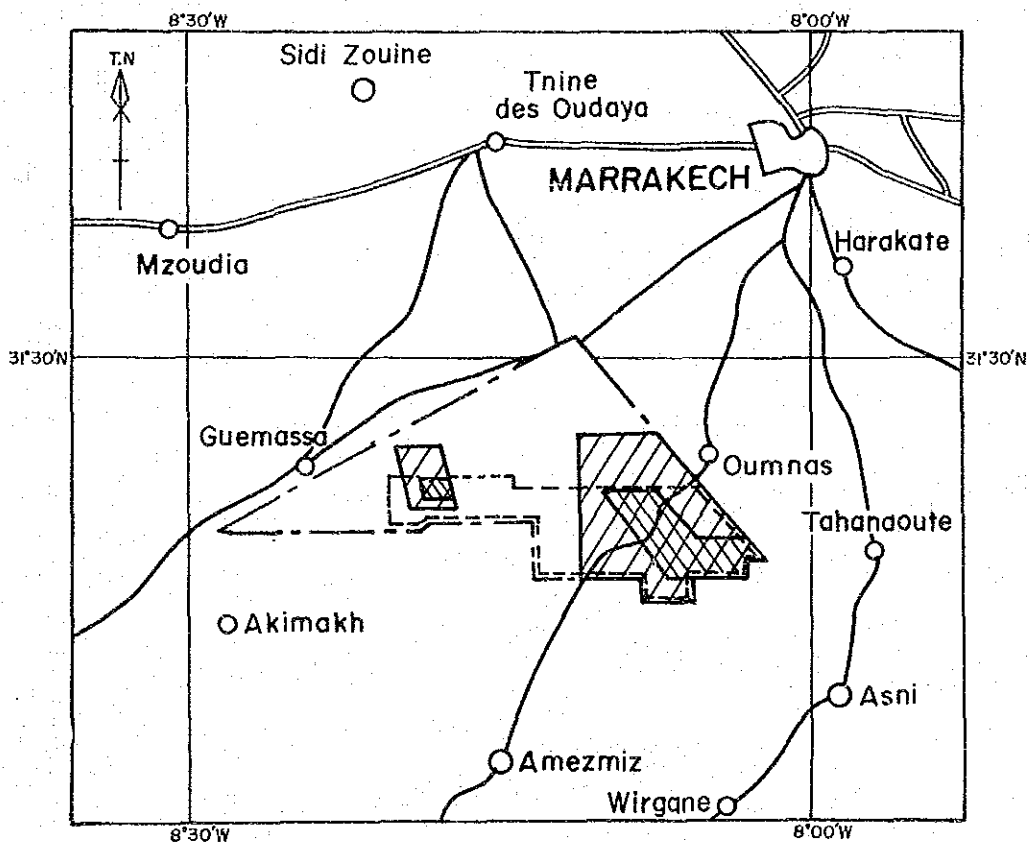 8°30'W
8°00'W
T.N
Sidi Zouine
Tnine
des Oudaya
MARRAKECH
Harakate
Mzoudia
31°30'N
31°30'N
Guemassa
Oumnas
Tahanaoute
Akimakh
Asni
Amezmiz
Wirgane
8°30'W
8°00'W